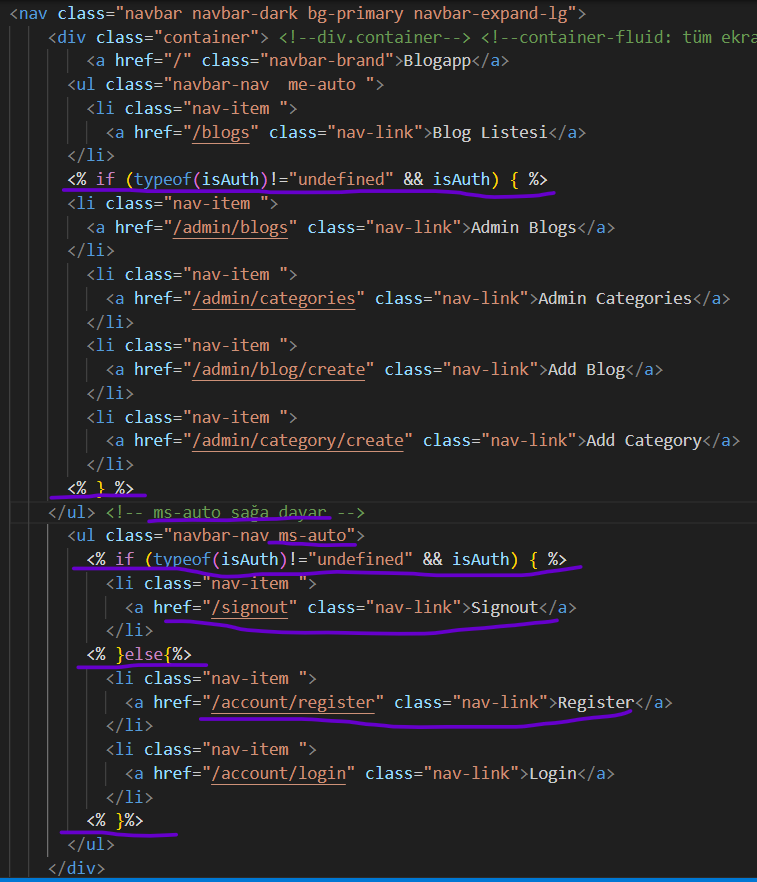 <nav class="navbar navbar-dark bg-primary navbar-expand-lg">
<div class="container"> <!--div.container--> <!--container-fluid: tüm ekra
<a href="/" class="navbar-brand">Blogapp</a>
<ul class="navbar-nav  me-auto ">
<li class="nav-item ">
<a href="/blogs" class="nav-link">Blog Listesi</a>
</li>
<% if (typeof(isAuth)!="undefined" && isAuth) { %>
<li class="nav-item ">
<a href="/admin/blogs" class="nav-link">Admin Blogs</a>
</li>
<li class="nav-item ">
<a href="/admin/categories" class="nav-link">Admin Categories</a>
</li>
<li class="nav-item ">
<a href="/admin/blog/create" class="nav-link">Add Blog</a>
</li>
<li class="nav-item ">
<a href="/admin/category/create" class="nav-link">Add Category</a>
</li>
<% } %>
</ul> <!-- ms-auto sağa dayar -->
<ul class="navbar-nav ms-auto">
<% if (typeof(isAuth)!="undefined" && isAuth) { %>
<li class="nav-item ">
<a href="/signout" class="nav-link">Signout</a>
</li>
<% }else{%>
<li class="nav-item ">
<a href="/account/register" class="nav-link">Register</a>
</li>
<li class="nav-item ">
<a href="/account/login" class="nav-link">Login</a>
</li>
<% }%>
</ul>
</div>